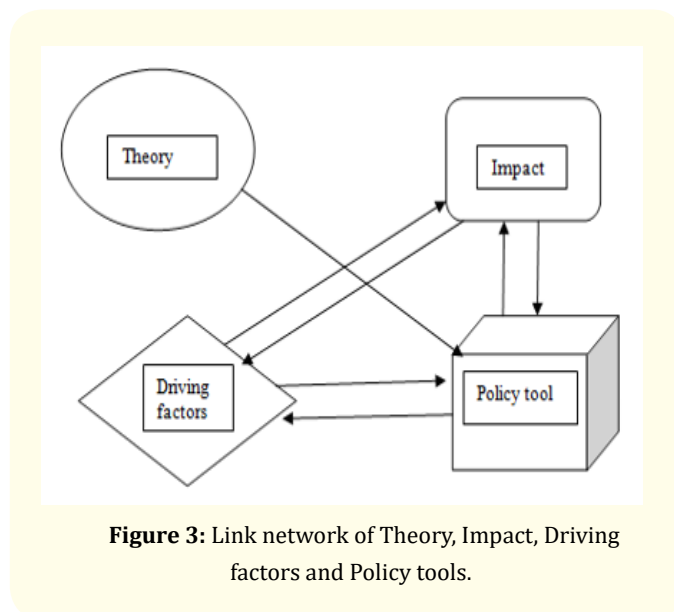 Theory
Impact
Driving
factors
Policy tool
Figure 3: Link network of Theory, Impact, Driving
factors and Policy tools.